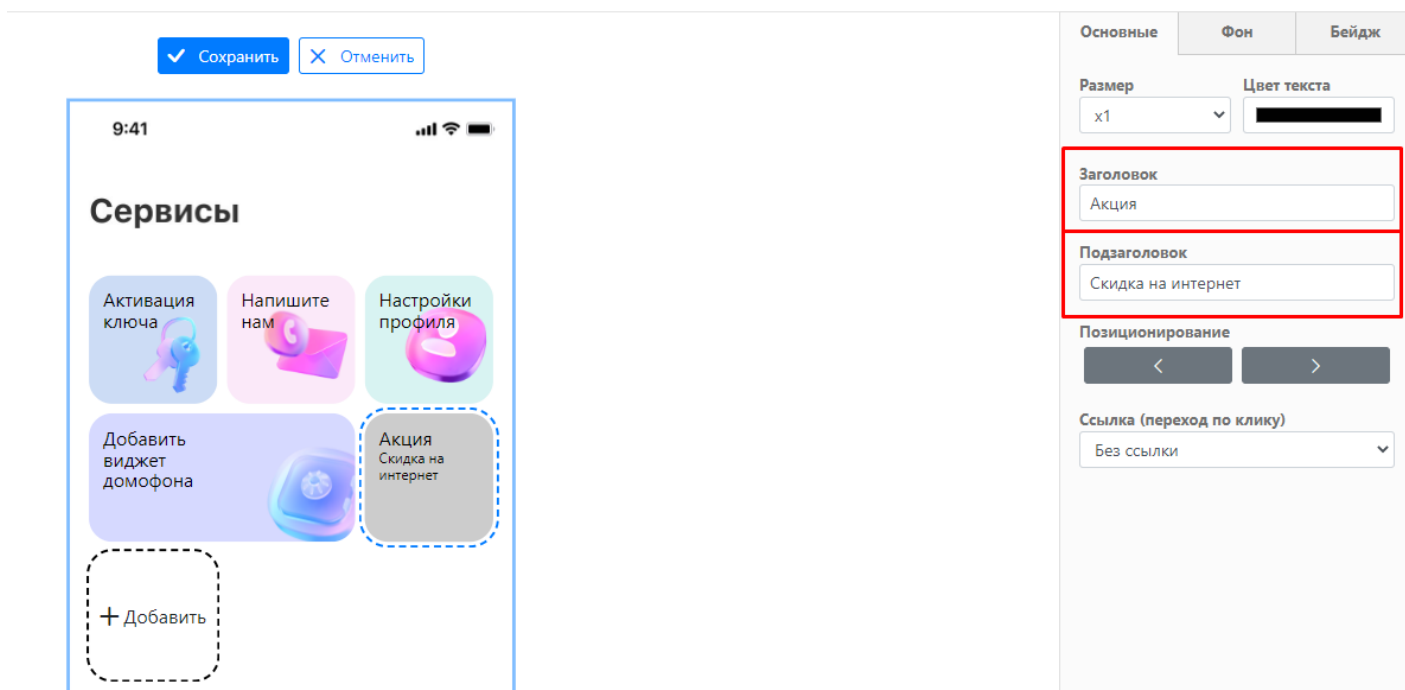 Сохранить
Отменить
9:41
Сервисы
Активация
ключа
Напишите
нам
Настройки
профиля
Добавить
виджет
домофона
Акция
Скидка на
интернет
Добавить
Основные
Фон
Бейдж
Размер
Цвет текста
x1
Заголовок
Акция
Подзаголовок
Скидка на интернет
Позиционирование
Ссылка (переход по клику)
Без ссылки